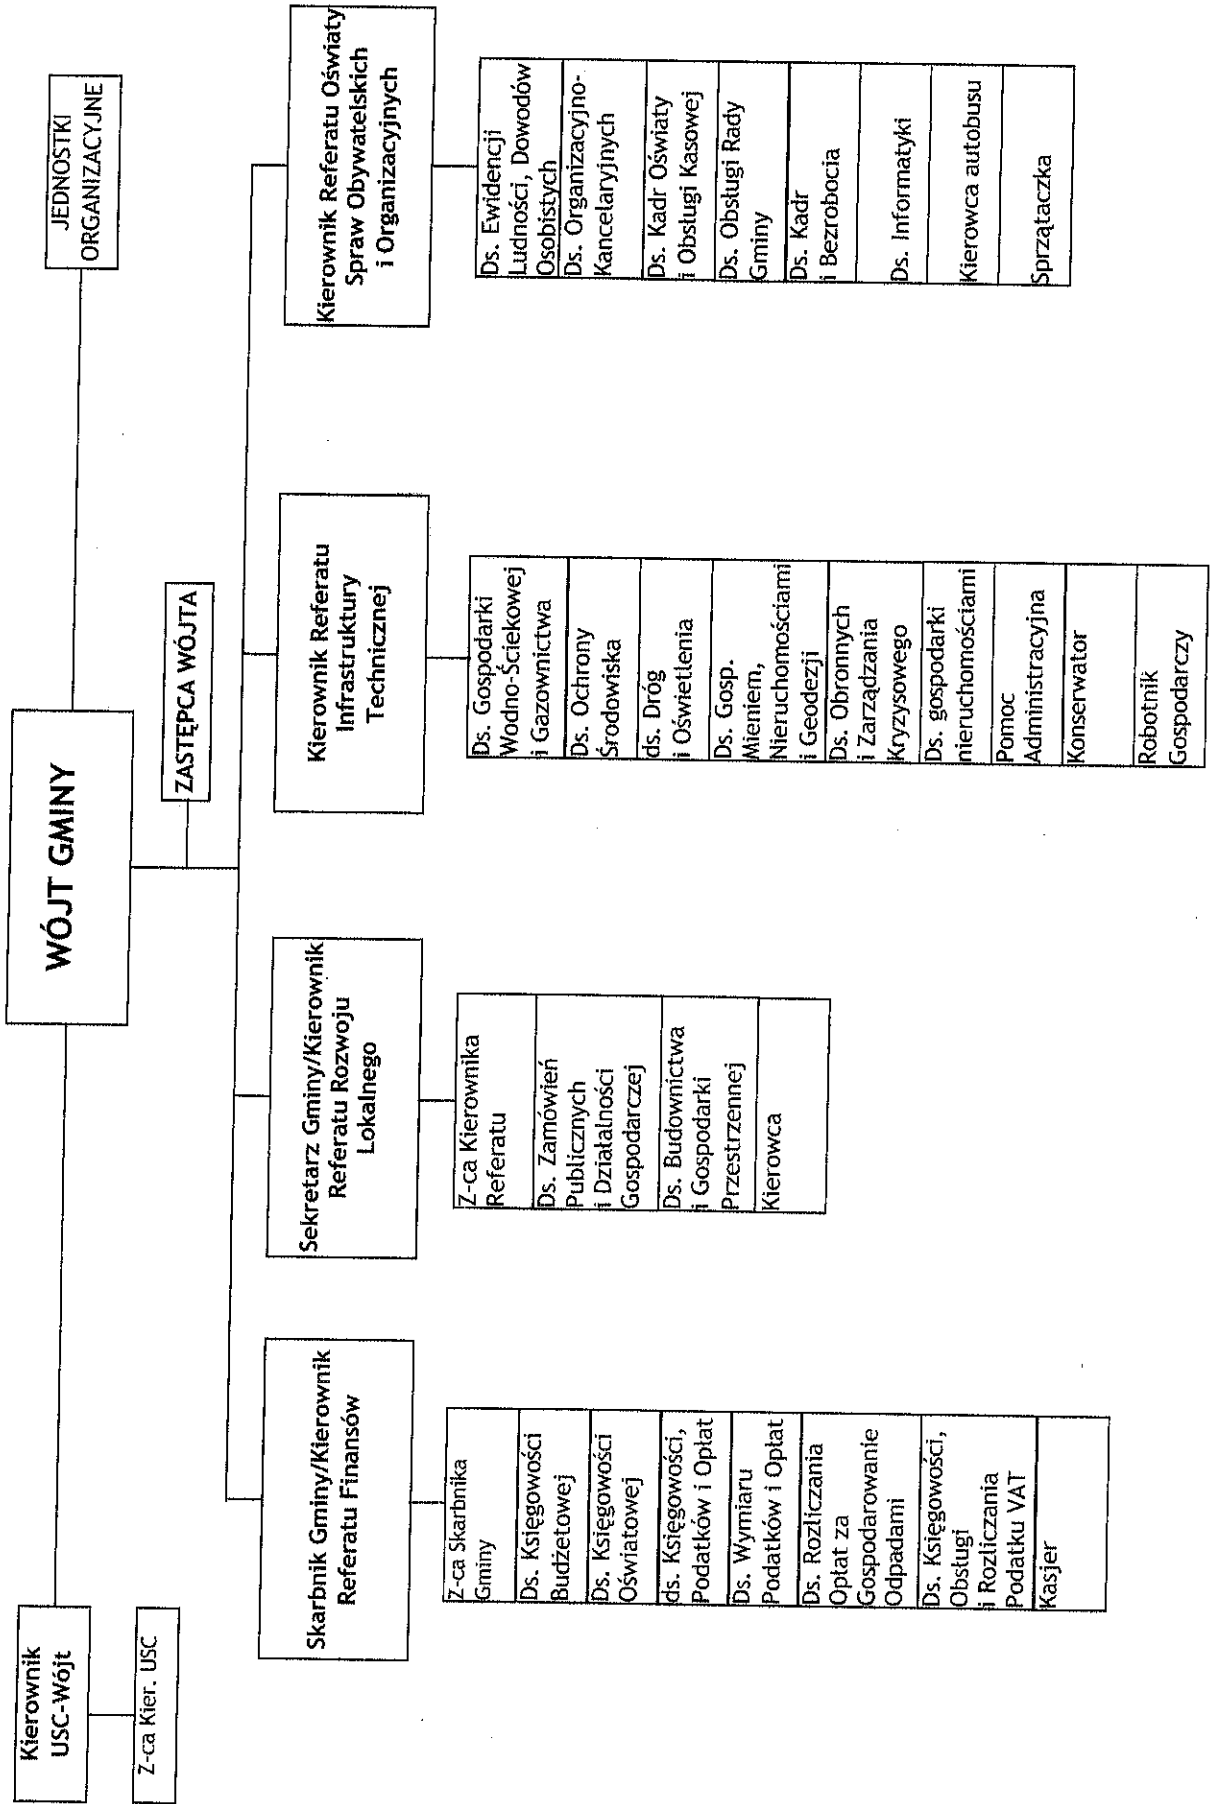 WÓJT GMINY
Kierownik
USC-Wójt
Z-ca Kier. USC
JEDNOSTKI
ORGANIZACYJNE
ZASTĘPCA WÓJTA
Skarbnik Gminy/Kierownik
Referatu Finansów
Z-ca Skarbnika
Gminy
Ds. Księgowości
Budżetowej
Ds. Księgowości
Oświatowej
ds. Księgowości,
Podatków i Opłat
Ds. Wymiaru
Podatków i Opłat
Ds. Rozliczania
Opłat za
Gospodarowanie
Odpadami
Ds. Księgowości,
Obsługi
i Rozliczania
Podatku VAT
Kasjer
Sekretarz Gminy/Kierownik
Referatu Rozwoju
Lokalnego
Z-ca Kierownika
Referatu
Ds. Zamówień
Publicznych
i Działalności
Gospodarczej
Ds. Budownictwa
i Gospodarki
Przestrzennej
Kierowca
Kierownik Referatu
Infrastruktury
Technicznej
Ds. Gospodarki
Wodno-Ściekowej
i Gazownictwa
Ds. Ochrony
Środowiska
ds. Dróg
i Oświetlenia
Ds. Gosp.
Mieniem,
Nieruchomościami
i Geodezji
Ds. Obronnych
i Zarządzania
Kryzysowego
Ds. gospodarki
nieruchomościami
Pomoc
Administracyjna
Konserwator
Robotnik
Gospodarczy
Kierownik Referatu Oświaty
Spraw Obywatelskich
i Organizacyjnych
Ds. Ewidencji
Ludności, Dowodów
Osobistych
Ds. Organizacyjno-
Kancelaryjnych
Ds. Kadr Oświaty
i Obsługi Kasowej
Ds. Obsługi Rady
Gminy
Ds. Kadr
i Bezrobocia
Ds. Informatyki
Kierowca autobusu
Sprzątaczka